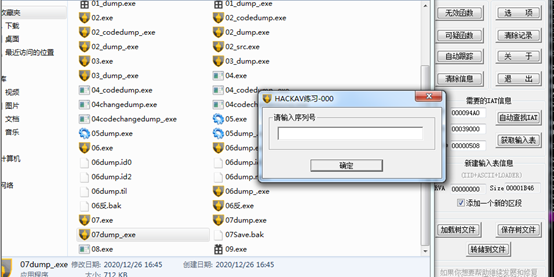 收藏夹
下载
桌面
最近访问的位置
库
视频
图片
文档
音乐
计算机
网络
01_dump.exe
02.exe
02_codedump.exe
02_dump_.exe
03.exe
03_dump_.exe
04_codedump.exe
04changedump.exe
04codechangedump_.exe
05dump.exe
06.exe
06dump.id0
06dump.id2
06dump.til
06反.bak
07.exe
07dump_.exe
08.exe
01_dump_.exe
02_codedump.exe
02_dump.exe
02_src.exe
03_dump.exe
04.exe
05.exe
05dump_.exe
06dump.exe
06dump.id1
06dump.nam
06dump_.exe
06反.exe
07dump.exe
07Save.bak
09.exe
HACKAV练习-000
请输入序列号
确定
无效函数
选 项
可疑函数
清除记录
自动跟踪
关 于
清除信息
退 出
需要的IAT信息
000094A0
自动查找IAT
00039000
00000508
获取输入表
新建输入表信息
(IID+ASCII+LOADER)
RVA 00000000 Size 00001B46
添加一个新的区段
加载树文件
保存树文件
转储到文件
07dump_.exe 修改日期: 2020/12/26 16:45 创建日期: 2020/12/26 16:45
应用程序 大小: 712 KB